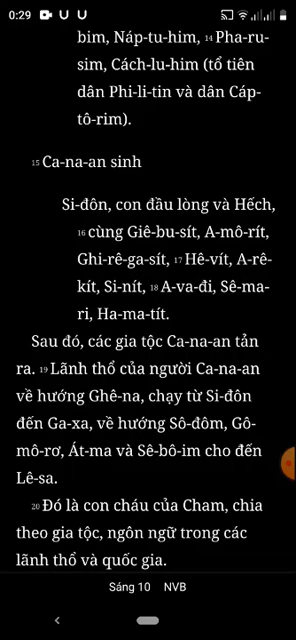 0:29
bim, Náp-tu-him, 14 Pha-ru-
sim, Cách-lu-him (tổ tiên
dân Phi-li-tin và dân Cáp-
tô-rim).
15 Ca-na-an sinh
Si-đôn, con đầu lòng và Hếch,
16 cùng Giê-bu-sít, A-mô-rít,
Ghi-rê-ga-sít, 17 Hê-vít, A-rê-
kít, Si-nít, 18 A-va-đi, Sê-ma-
ri, Ha-ma-tít.
Sau đó, các gia tộc Ca-na-an tản
ra. 19 Lãnh thổ của người Ca-na-an
về hướng Ghê-na, chạy từ Si-đôn
đến Ga-xa, về hướng Sô-đôm, Gô-
mô-rơ, Át-ma và Sê-bô-im cho đến
Lê-sa.
20 Đó là con cháu của Cham, chia
theo gia tộc, ngôn ngữ trong các
lãnh thổ và quốc gia.
Sáng 10 NVB